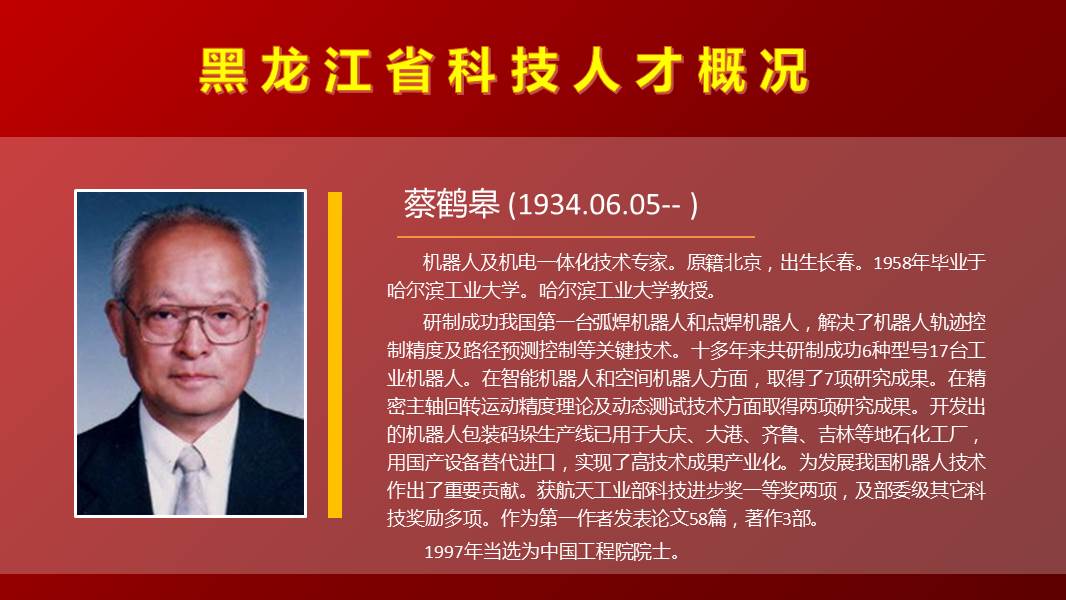 黑龙江省科技人才概况
蔡鹤皋 (1934.06.05-- )
机器人及机电一体化技术专家。原籍北京，出生长春。1958年毕业于
哈尔滨工业大学。哈尔滨工业大学教授。
研制成功我国第一台弧焊机器人和点焊机器人，解决了机器人轨迹控
制精度及路径预测控制等关键技术。十多年来共研制成功6种型号17台工
业机器人。在智能机器人和空间机器人方面，取得了7项研究成果。在精
密主轴回转运动精度理论及动态测试技术方面取得两项研究成果。开发出
的机器人包装码垛生产线已用于大庆、大港、齐鲁、吉林等地石化工厂，
用国产设备替代进口，实现了高技术成果产业化。为发展我国机器人技术
作出了重要贡献。获航天工业部科技进步奖一等奖两项，及部委级其它科
技奖励多项。作为第一作者发表论文58篇，著作3部。
1997年当选为中国工程院院士。